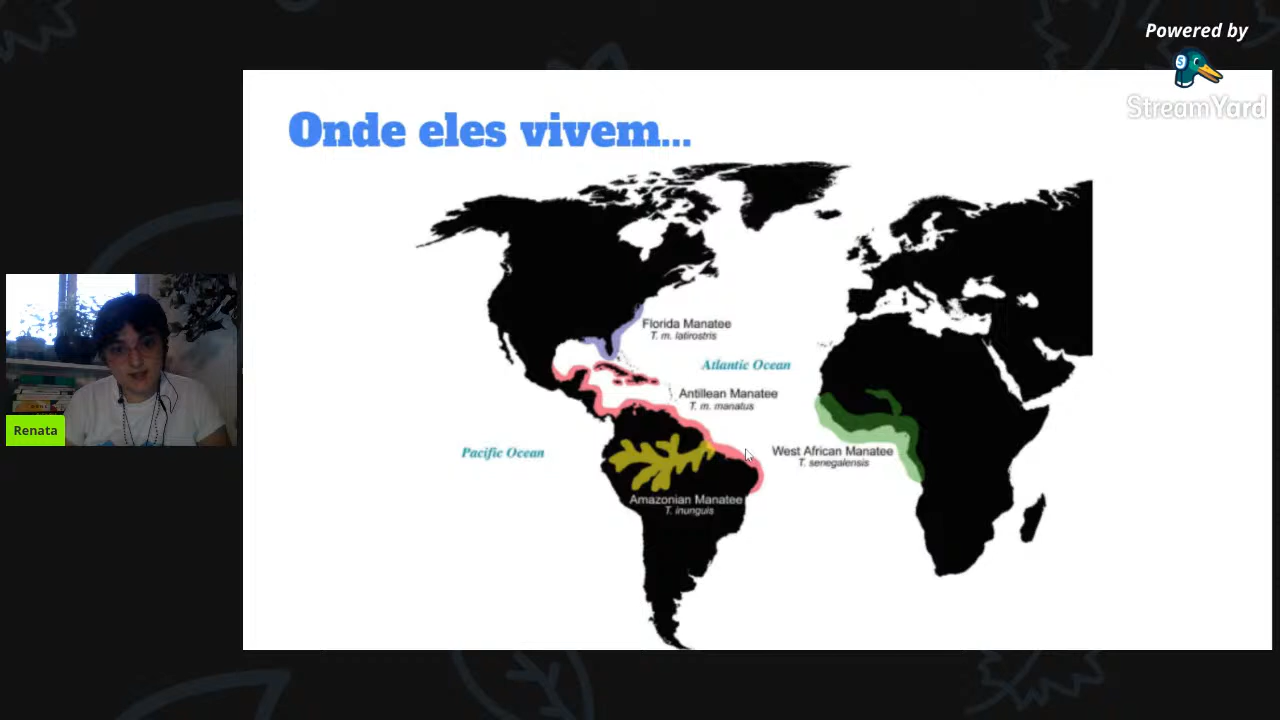 Powered by
StreamYard
Onde eles vivem...
Florida Manatee
T. m. latirostris
Atlantic Ocean
Antillean Manatee
T. m. manatus
Pacific Ocean
West African Manatee
T. senegalensis
Amazonian Manatee
T. inunguis
Renata